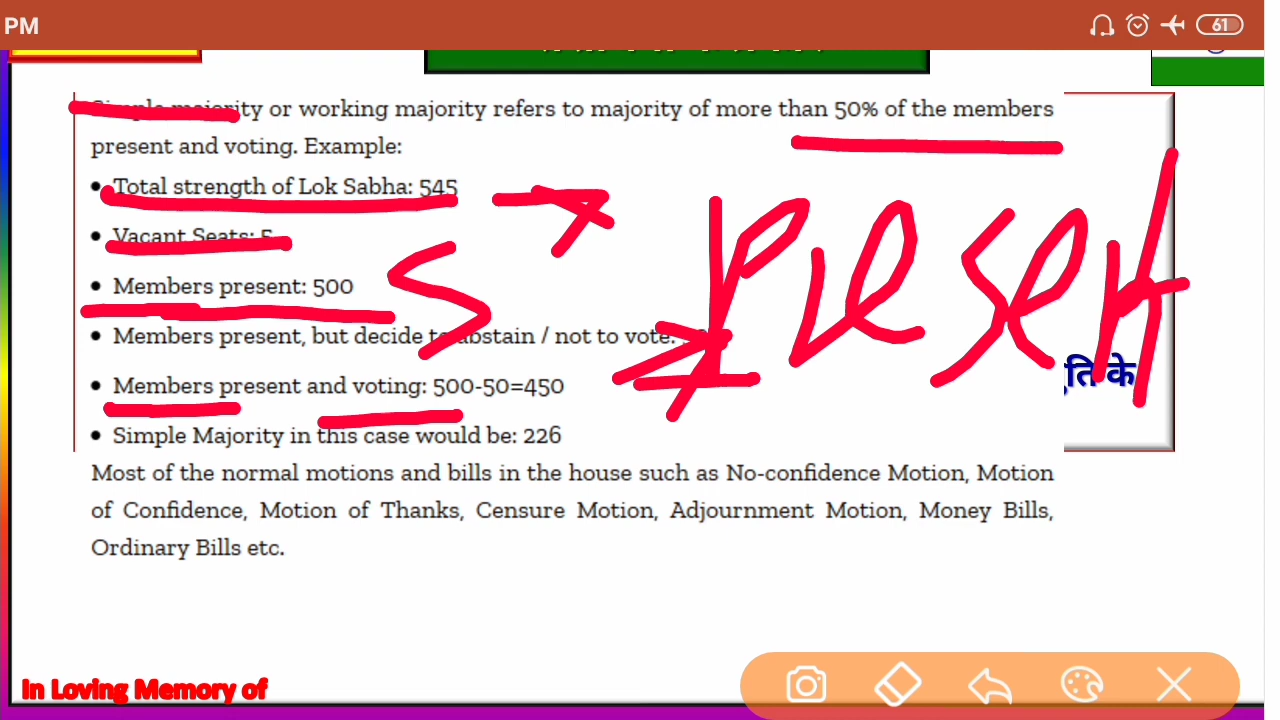 PM
61
Simple majority or working majority refers to majority of more than 50% of the members
present and voting. Example:
• Total strength of Lok Sabha: 545
• Vacant Seats: 5
• Members present: 500
• Members present, but decide to abstain / not to vote:
• Members present and voting: 500-50=450
• Simple Majority in this case would be: 226
Most of the normal motions and bills in the house such as No-confidence Motion, Motion
of Confidence, Motion of Thanks, Censure Motion, Adjournment Motion, Money Bills,
Ordinary Bills etc.
के
In Loving Memory of